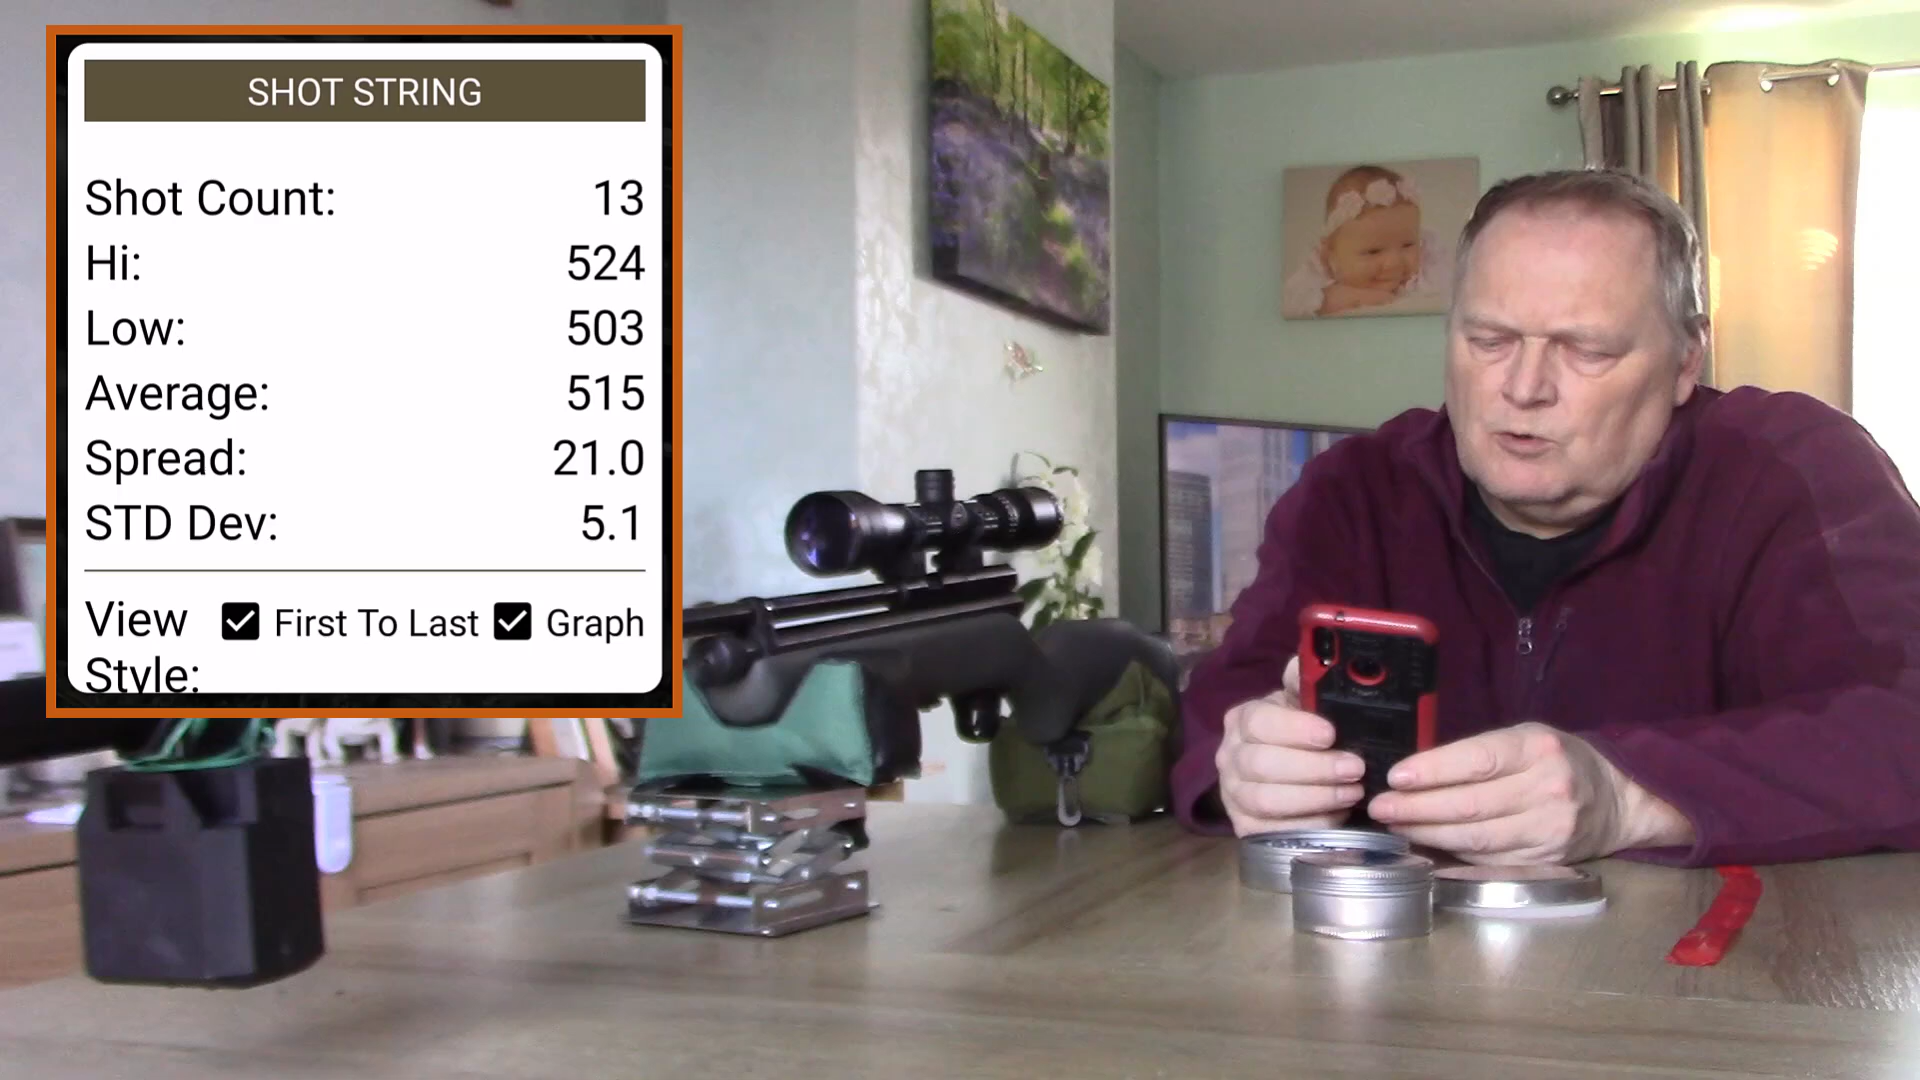 SHOT STRING
Shot Count: 13
Hi: 524
Low: 503
Average: 515
Spread: 21.0
STD Dev: 5.1
View First To Last Graph
Style: